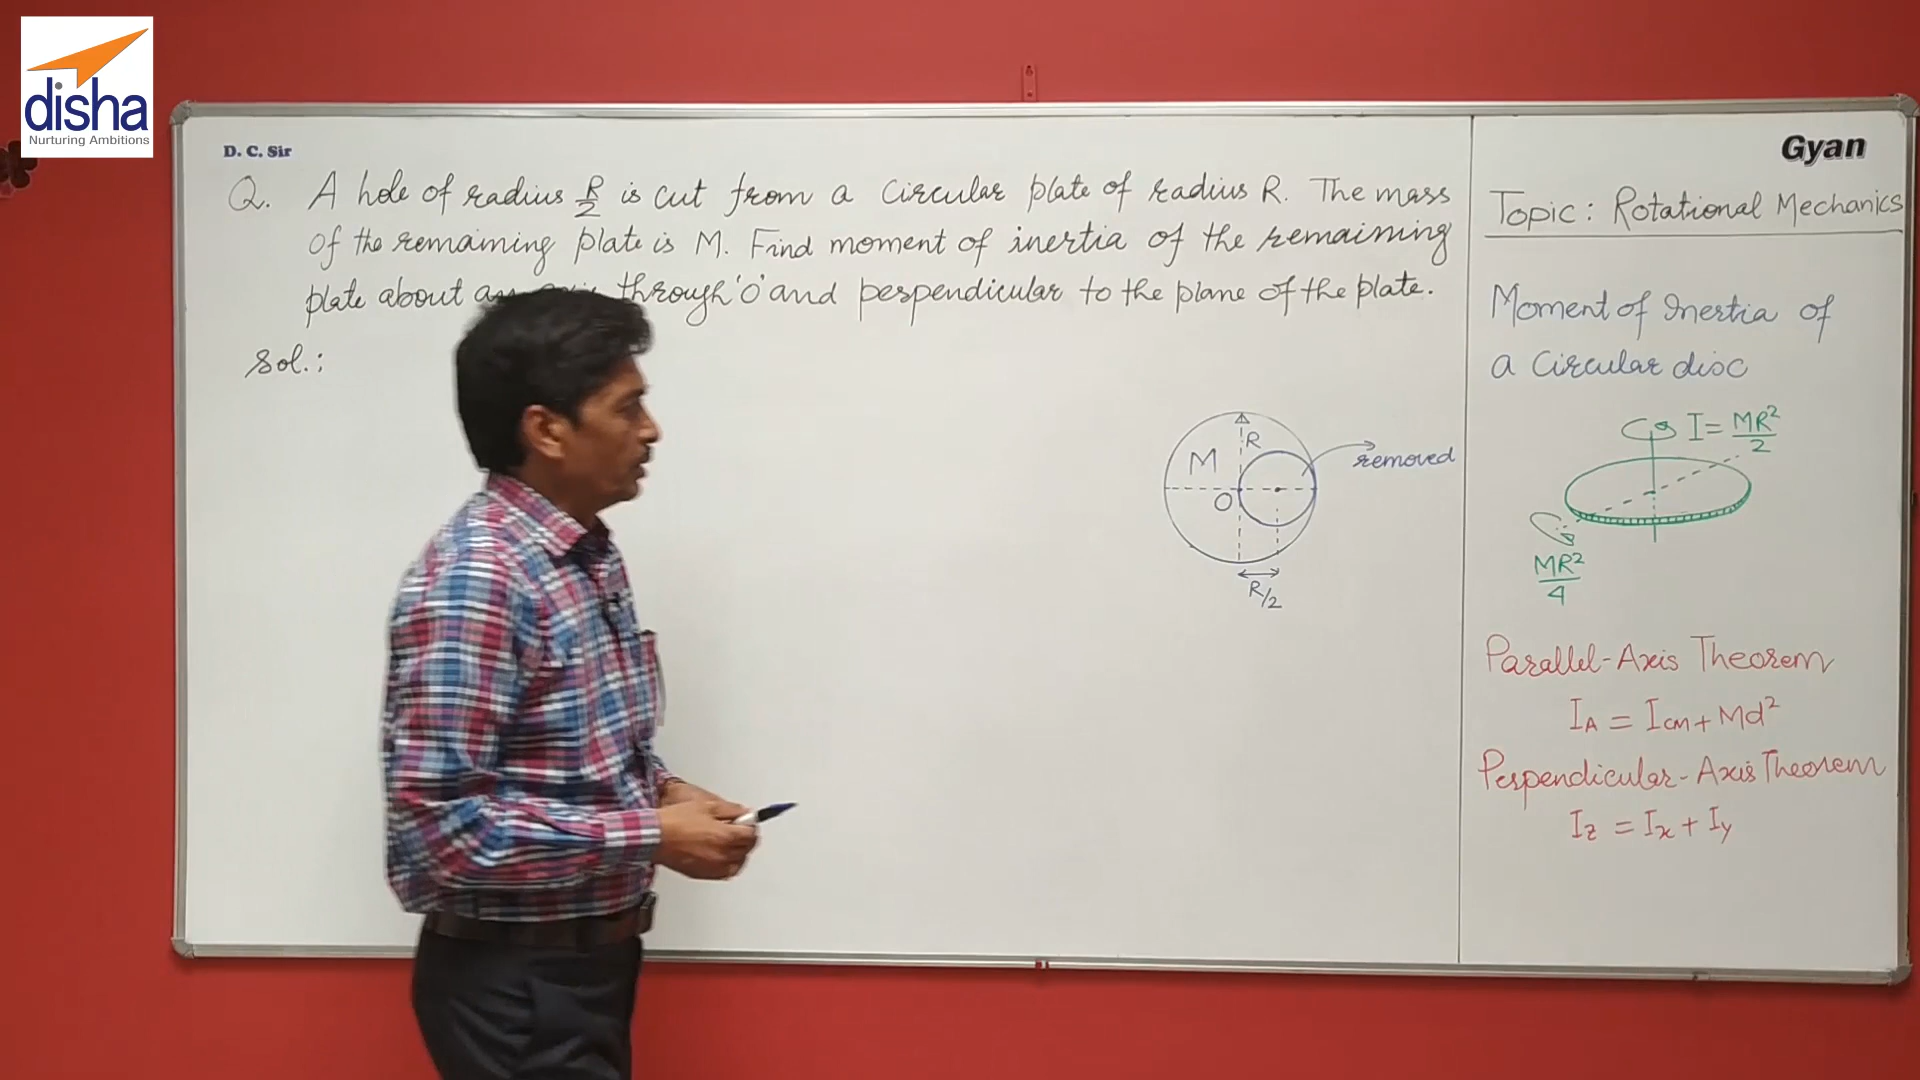 disha
Nurturing Ambitions
D. C. Sir
Gyan
Q. A hole of radius R/2 is cut from a circular plate of radius R. The mass
of the remaining plate is M. Find moment of inertia of the remaining
plate about an through 'O' and perpendicular to the plane of the plate.
Sol.:
R
M
removed
O
R/2
Topic: Rotational Mechanics
Moment of Inertia of
a Circular disc
I = MR²/2
MR²/4
Parallel-Axis Theorem
I_A = I_CM + Md²
Perpendicular-Axis Theorem
I_z = I_x + I_y